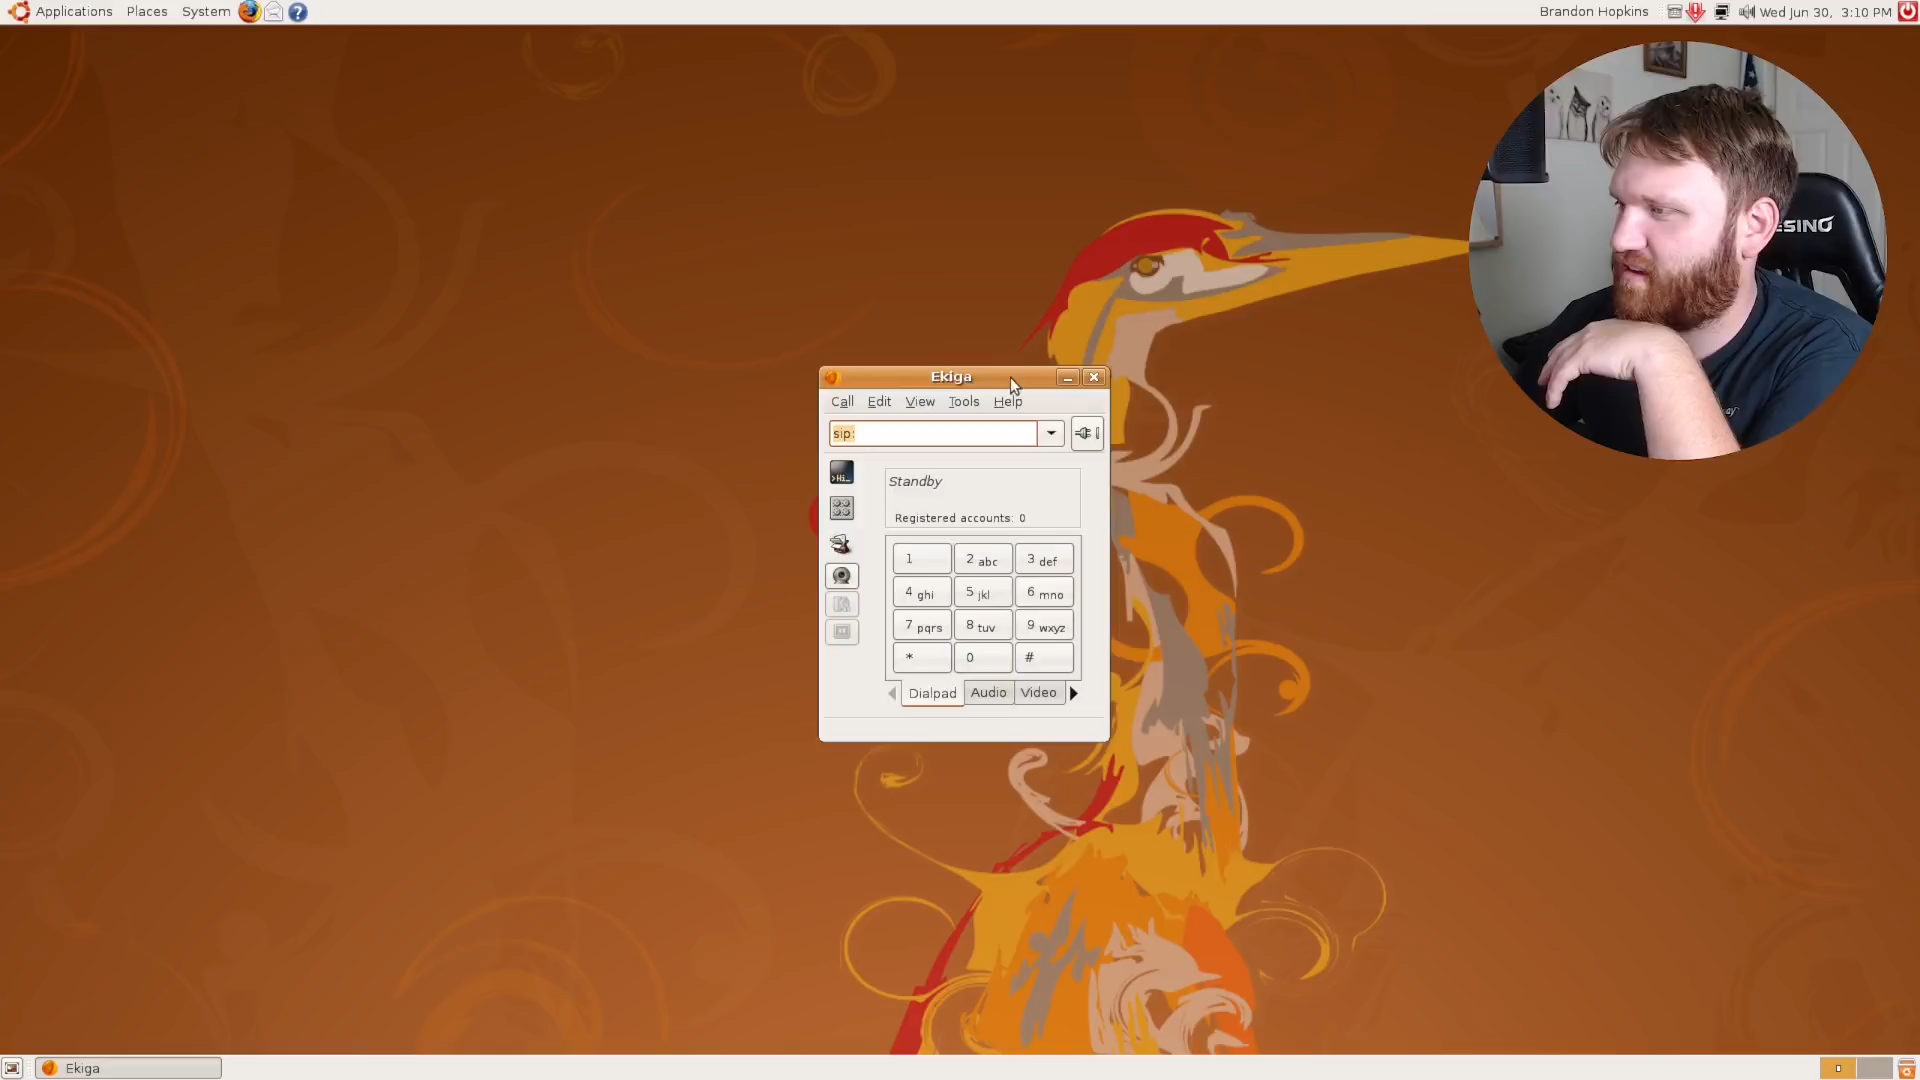 Applications Places System
Brandon Hopkins Wed Jun 30, 3:10 PM
Ekiga
Call Edit View Tools Help
sip:
>Hi_
Standby
Registered accounts: 0
1 2 abc 3 def
4 ghi 5 jkl 6 mno
7 pqrs 8 tuv 9 wxyz
* 0 #
Dialpad Audio Video
ESINO
Ekiga